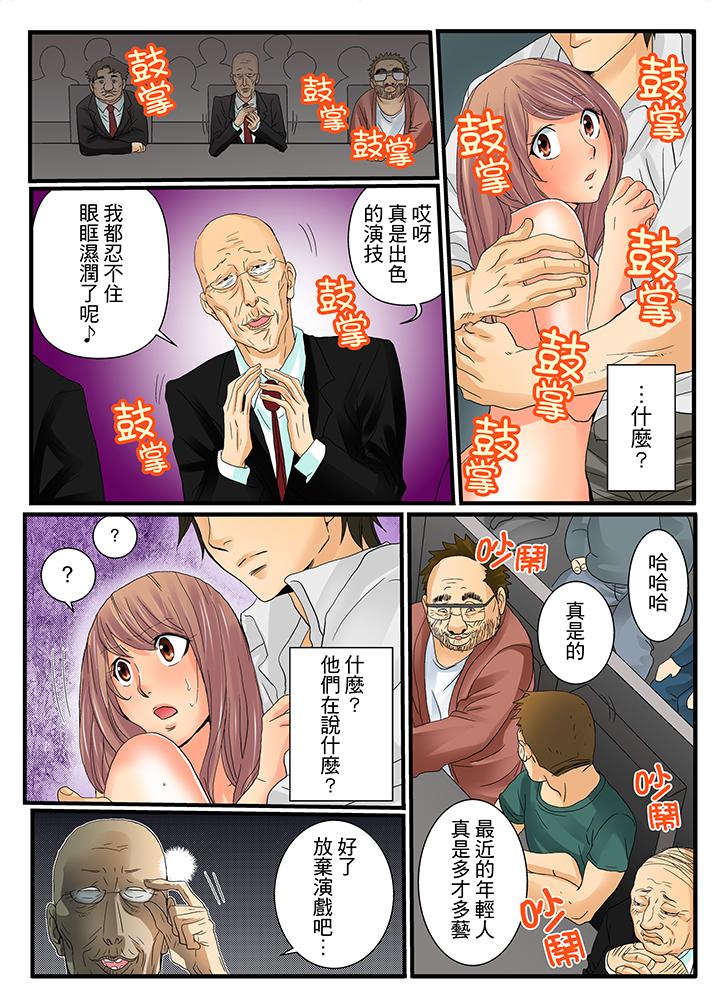 鼓掌
鼓掌
鼓掌
鼓掌
鼓掌
…什麼？
鼓掌
鼓掌
鼓掌
哎呀
真是出色
的演技
我都忍不住
眼眶濕潤了呢♪
鼓掌
鼓掌
哈哈哈
真是的
吵鬧
吵鬧
最近的年輕人
真是多才多藝
吵鬧
？
？
什麼？
他們在說什麼？
好了
放棄演戲吧…